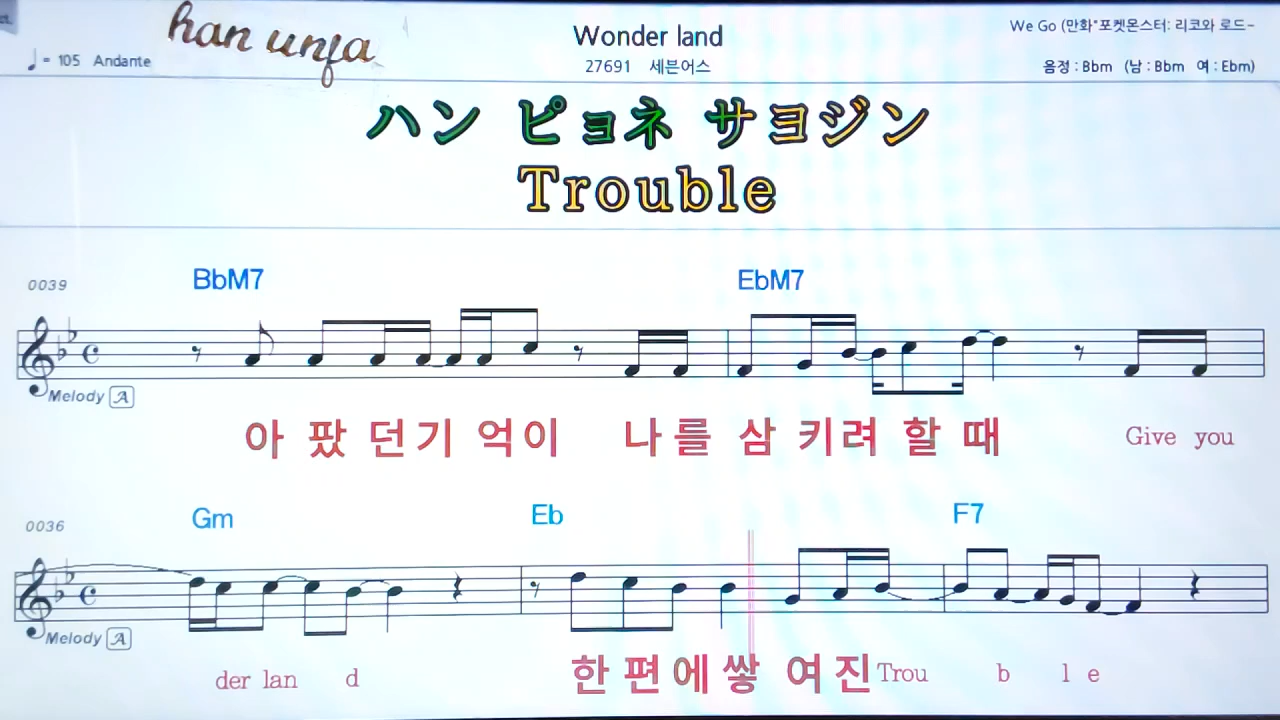 ct.
han unfa
Wonder land
We Go (만화"포켓몬스터: 리코와 로드-
♩= 105 Andante
27691 세븐어스
음정 : Bbm (남 : Bbm 여 : Ebm)
ハン ピョネ サヨジン
Trouble
0039 BbM7 EbM7
Melody A
아 팠 던 기 억 이 나 를 삼 키 려 할 때 Give you
0036 Gm Eb F7
Melody A
der lan d 한 편 에 쌓 여 진 Trou b l e